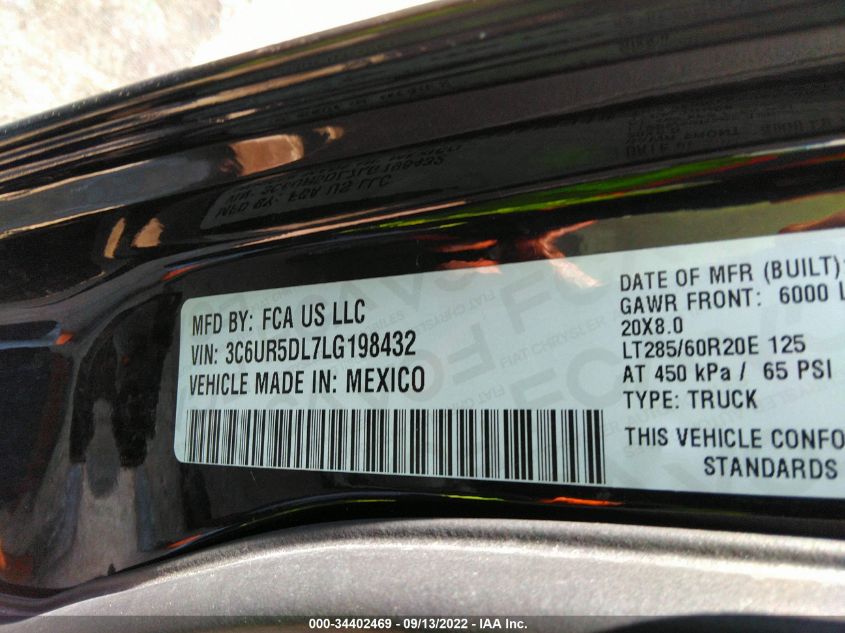 MFD BY: FCA US LLC
VIN: 3C6UR5DL7LG198432
VEHICLE MADE IN: MEXICO
DATE OF MFR (BUILT)
GAWR FRONT: 6000 L
20X8.0
LT285/60R20E 125
AT 450 kPa / 65 PSI
TYPE: TRUCK
THIS VEHICLE CONFO
STANDARDS
000-34402469 - 09/13/2022 - IAA Inc.